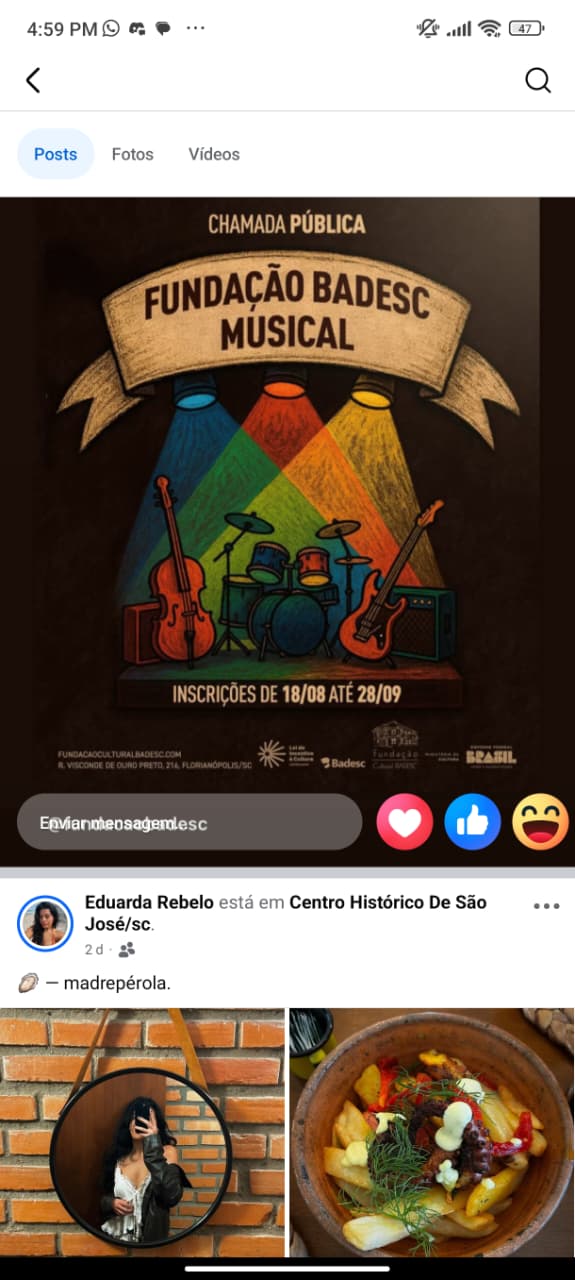 4:59 PM
47
Posts
Fotos
Vídeos
CHAMADA PÚBLICA
FUNDAÇÃO BADESC
MUSICAL
INSCRIÇÕES DE 18/08 ATÉ 28/09
FUNDACAOCULTURALBADESC.COM
R. VISCONDE DE OURO PRETO, 216, FLORIANÓPOLIS/SC
Lei de
Incentivo
à Cultura
Badesc
Fundação
Cultural BADESC
MINISTÉRIO DA
CULTURA
GOVERNO FEDERAL
BRASIL
Enviar mensagem...
Eduarda Rebelo está em Centro Histórico De São
José/sc.
2 d ·
— madrepérola.